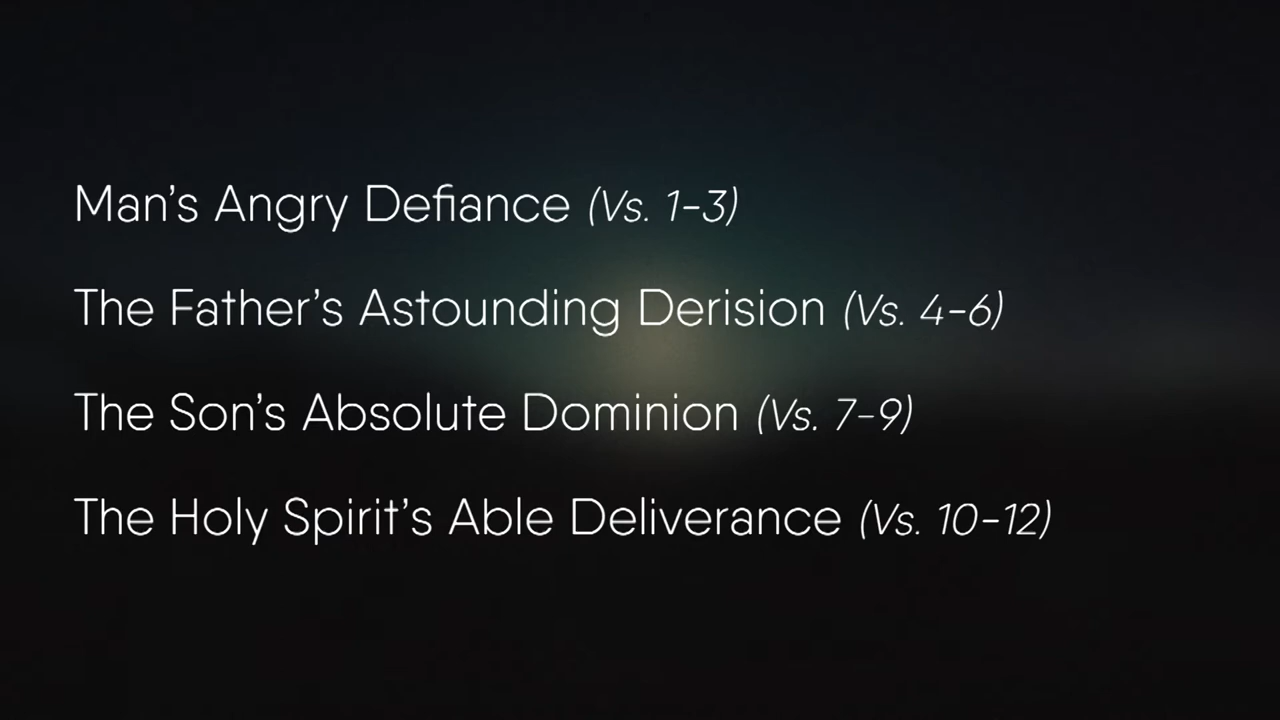 Man’s Angry Defiance (Vs. 1–3)
The Father’s Astounding Derision (Vs. 4–6)
The Son’s Absolute Dominion (Vs. 7–9)
The Holy Spirit’s Able Deliverance (Vs. 10–12)